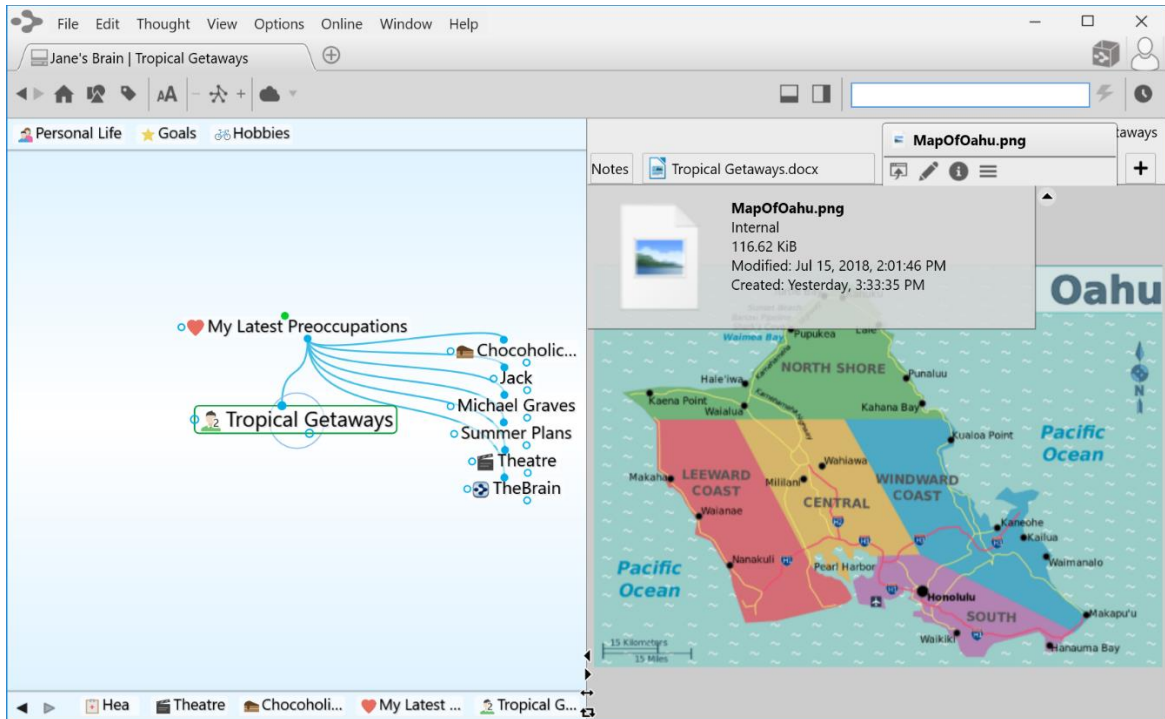 File Edit Thought View Options Online Window Help
Jane's Brain | Tropical Getaways
AA
Personal Life Goals Hobbies
MapOfOahu.png
taways
Notes Tropical Getaways.docx
MapOfOahu.png
Internal
116.62 KiB
Modified: Jul 15, 2018, 2:01:46 PM
Created: Yesterday, 3:33:35 PM
My Latest Preoccupations
Chocoholic...
Jack
Tropical Getaways
Michael Graves
Summer Plans
Theatre
TheBrain
Oahu
Waimea Bay
Pupukea
Laie
NORTH SHORE
Hale'iwa
Kamehameha Highway
Punaluu
Kaena Point
Waialua
Kahana Bay
Kualoa Point
Pacific
Ocean
N
Wahiawa
Makaha
LEEWARD
COAST
Mililani
WINDWARD
COAST
CENTRAL
Waianae
Kaneohe
Kailua
Nanakuli
Pearl Harbor
Waimanalo
Pacific
Ocean
Honolulu
SOUTH
Makapu'u
Waikiki
Hanauma Bay
15 Kilometers
15 Miles
Hea Theatre Chocoholi... My Latest ... Tropical G...